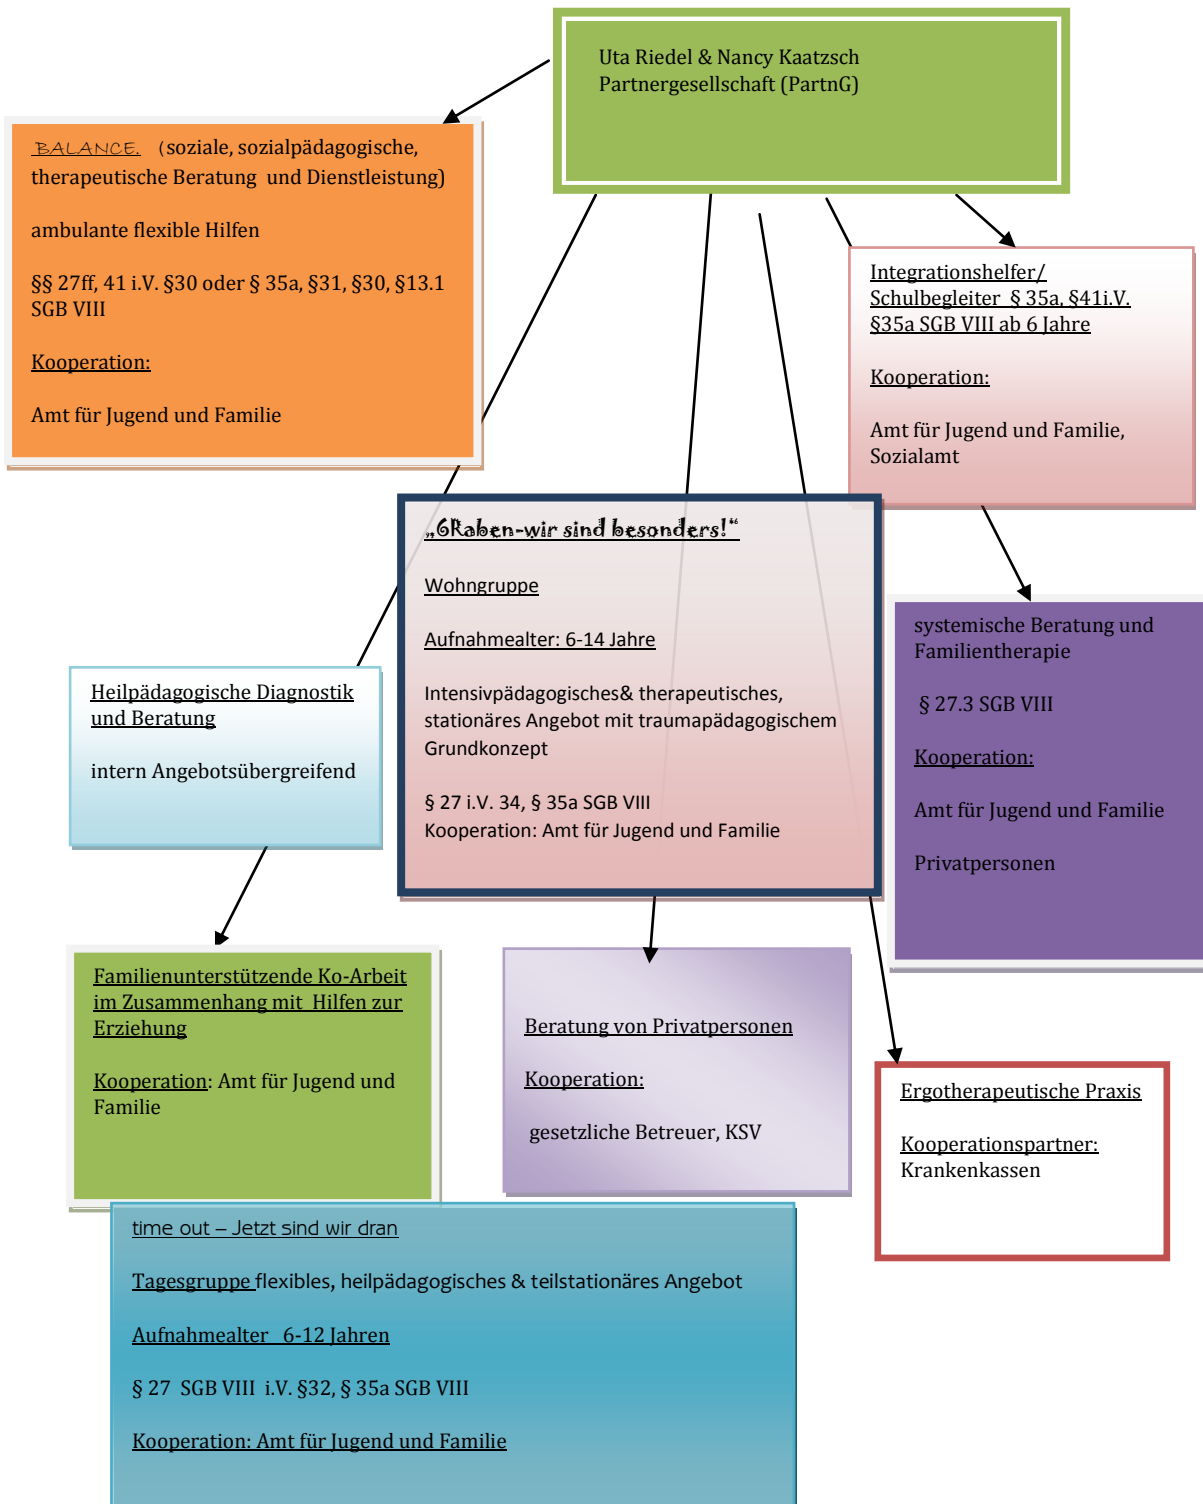 Uta Riedel & Nancy Kaatzsch
Partnergesellschaft (PartnG)
BALANCE. (soziale, sozialpädagogische,
therapeutische Beratung und Dienstleistung)
ambulante flexible Hilfen
§§ 27ff, 41 i.V. §30 oder § 35a, §31, §30, §13.1
SGB VIII
Kooperation:
Amt für Jugend und Familie
Integrationshelfer/
Schulbegleiter § 35a, §41i.V.
§35a SGB VIII ab 6 Jahre
Kooperation:
Amt für Jugend und Familie,
Sozialamt
„6Raben-wir sind besonders!“
Wohngruppe
Aufnahmealter: 6-14 Jahre
Intensivpädagogisches& therapeutisches,
stationäres Angebot mit traumapädagogischem
Grundkonzept
§ 27 i.V. 34, § 35a SGB VIII
Kooperation: Amt für Jugend und Familie
systemische Beratung und
Familientherapie
§ 27.3 SGB VIII
Kooperation:
Amt für Jugend und Familie
Privatpersonen
Heilpädagogische Diagnostik
und Beratung
intern Angebotsübergreifend
Familienunterstützende Ko-Arbeit
im Zusammenhang mit Hilfen zur
Erziehung
Kooperation: Amt für Jugend und
Familie
Beratung von Privatpersonen
Kooperation:
gesetzliche Betreuer, KSV
Ergotherapeutische Praxis
Kooperationspartner:
Krankenkassen
time out – Jetzt sind wir dran
Tagesgruppe flexibles, heilpädagogisches & teilstationäres Angebot
Aufnahmealter 6-12 Jahren
§ 27 SGB VIII i.V. §32, § 35a SGB VIII
Kooperation: Amt für Jugend und Familie